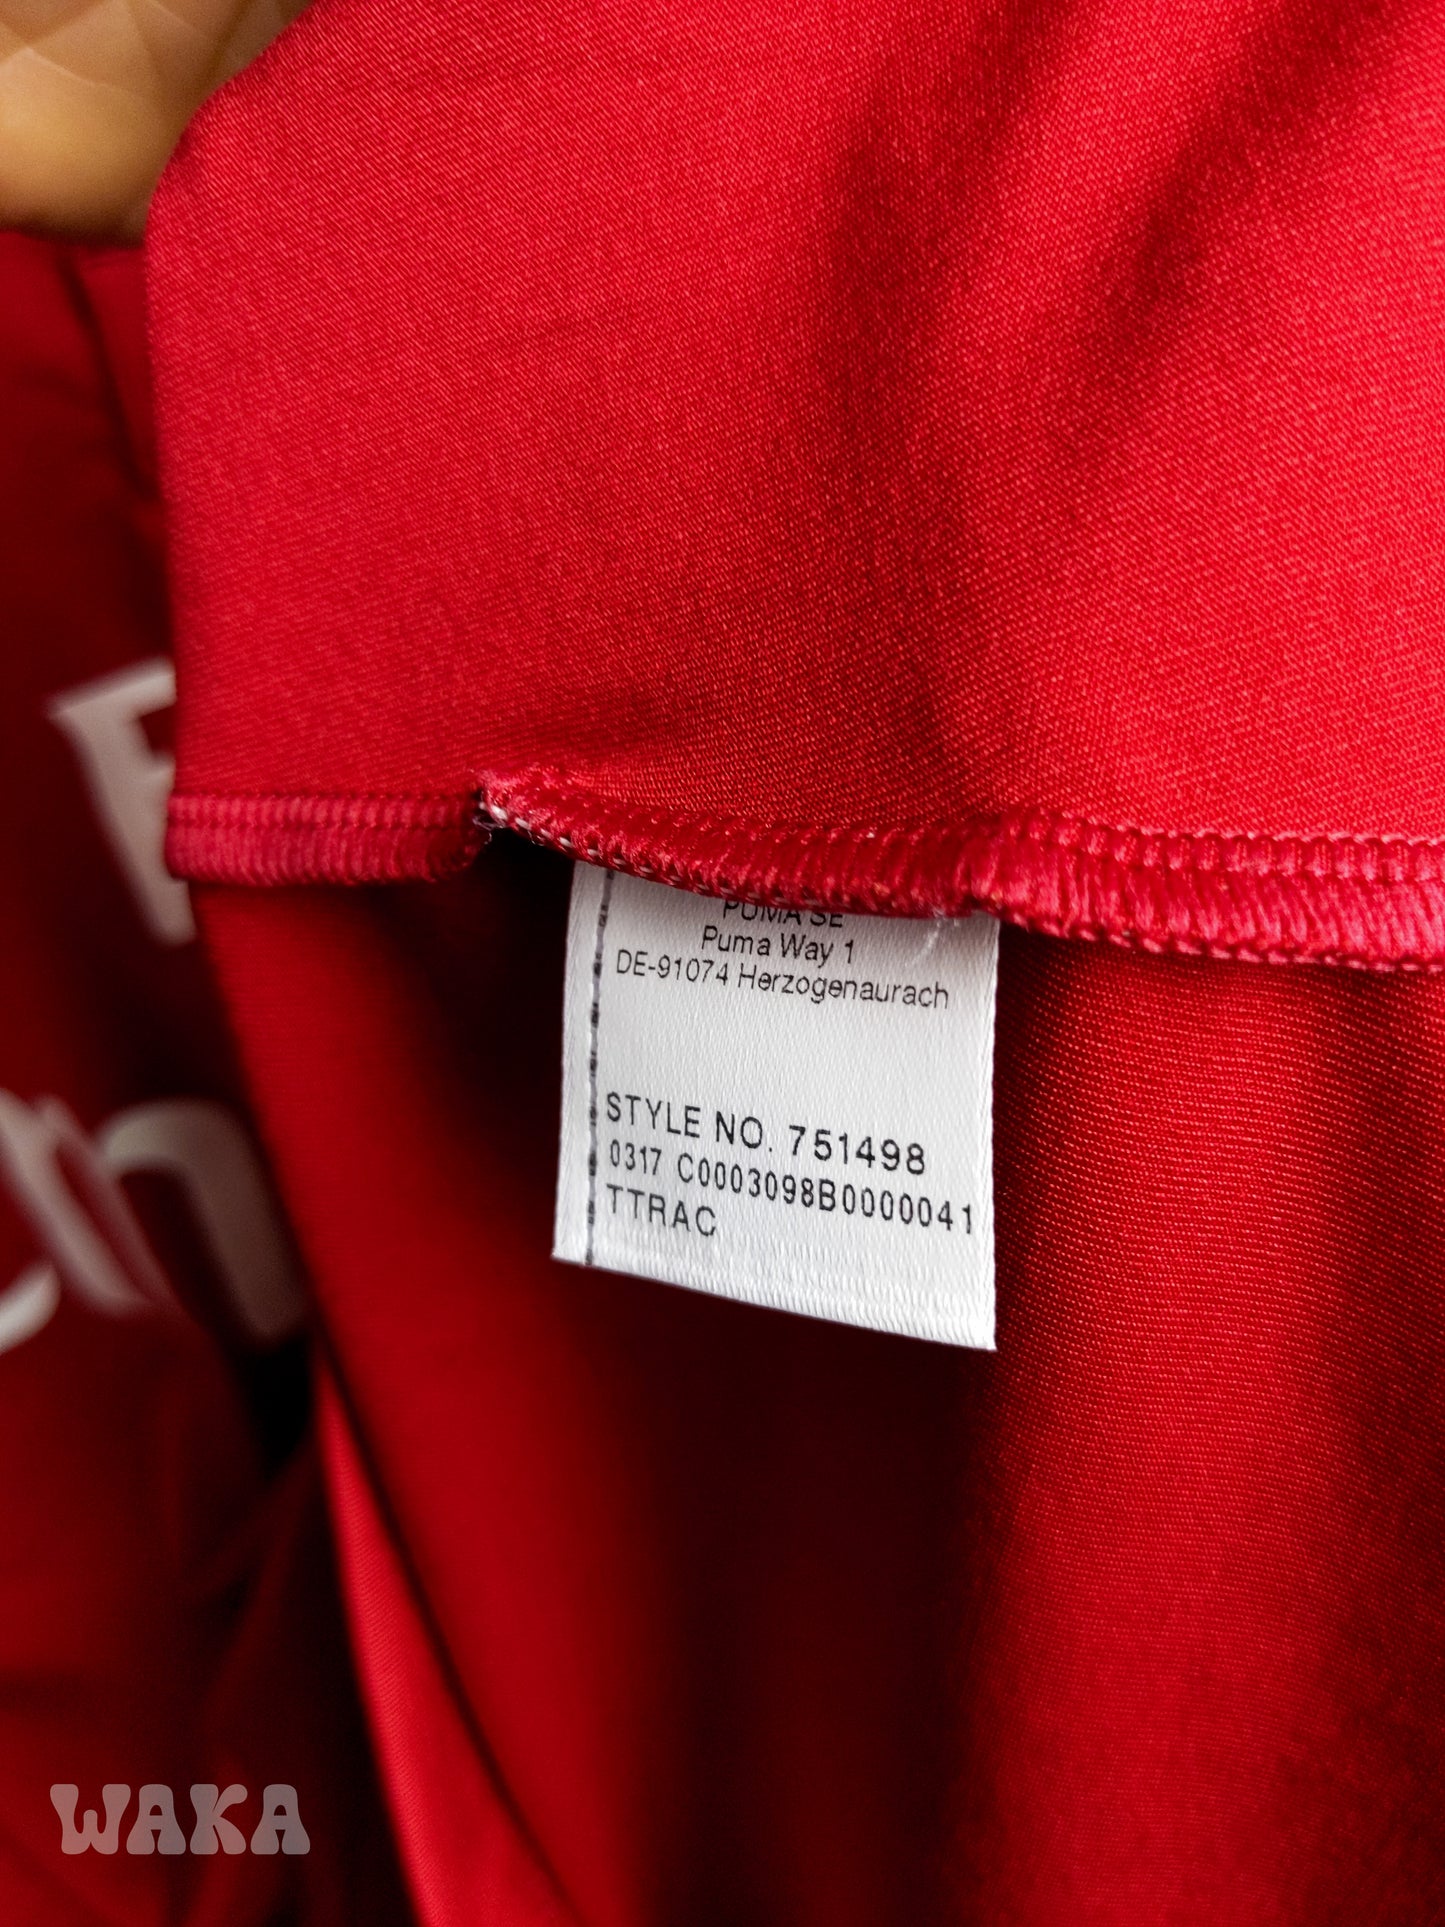 PUMA SE
Puma Way 1
DE-91074 Herzogenaurach
STYLE NO. 751498
0317 C0003098B0000041
TTRAC
WAKA